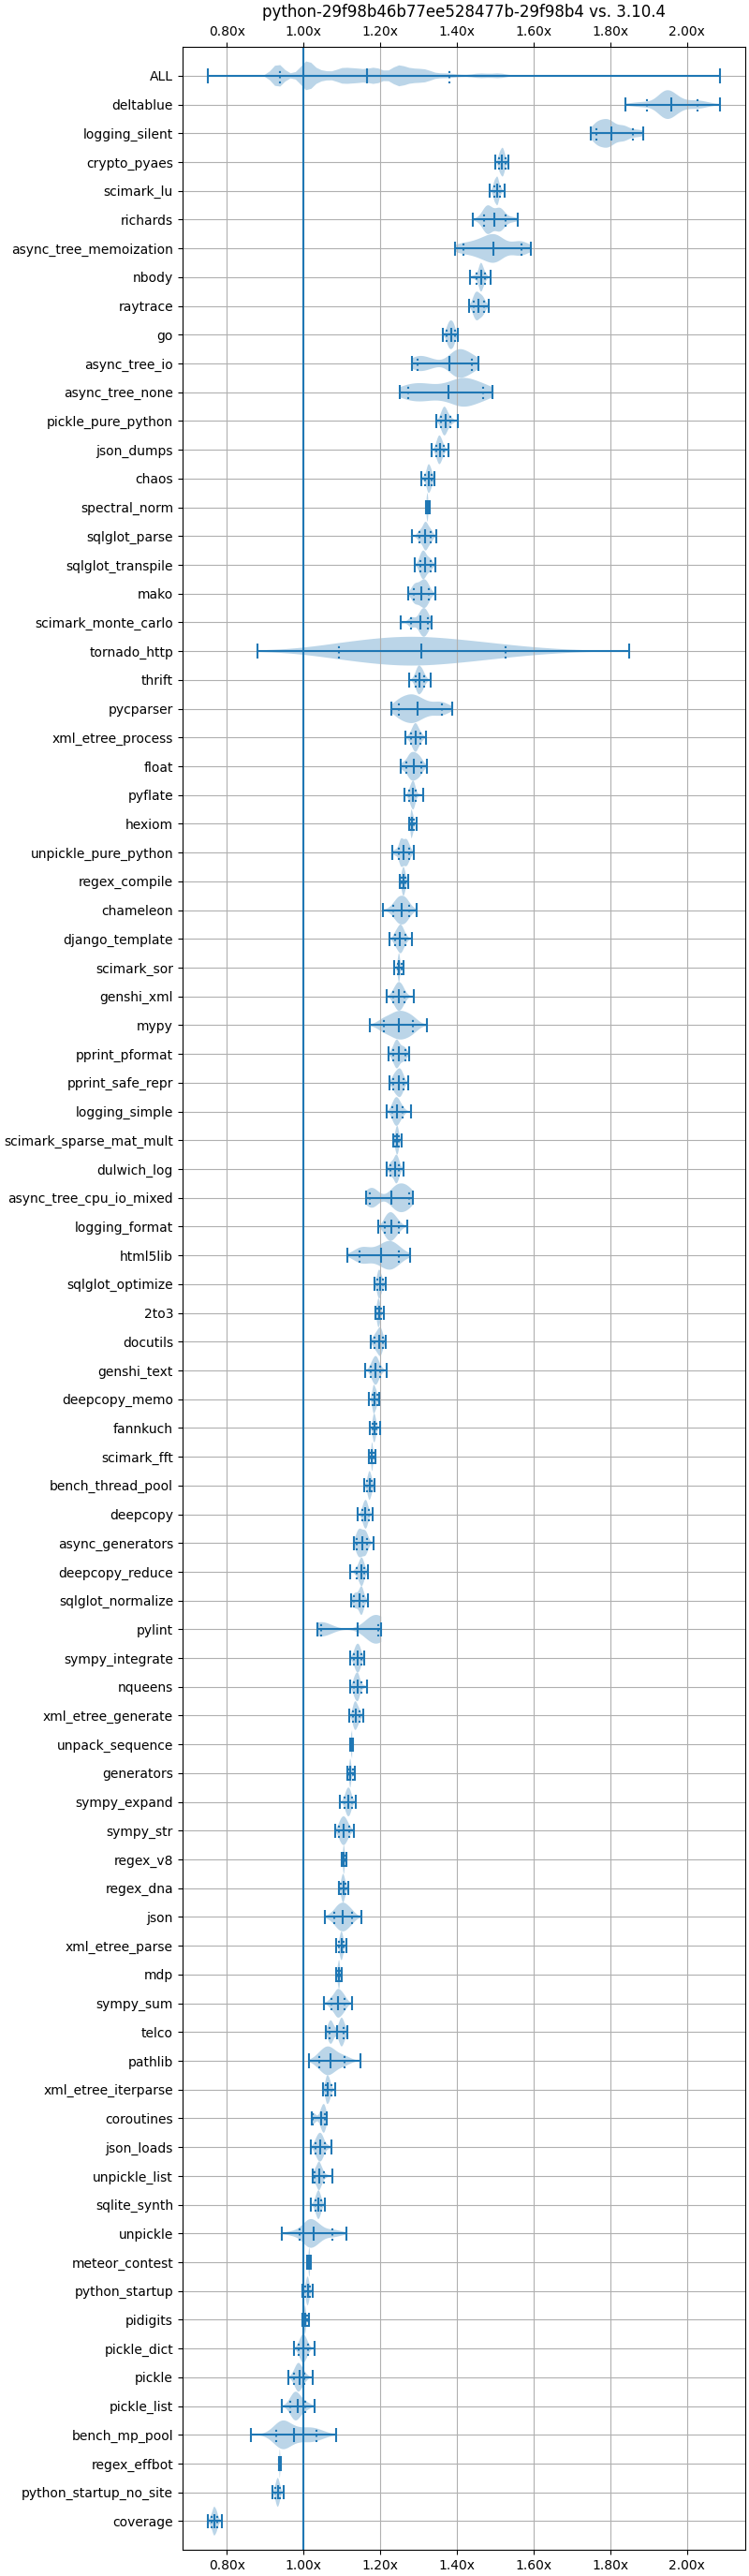 python-29f98b46b77ee528477b-29f98b4 vs. 3.10.4
0.80x 1.00x 1.20x 1.40x 1.60x 1.80x 2.00x
ALL
deltablue
logging_silent
crypto_pyaes
scimark_lu
richards
async_tree_memoization
nbody
raytrace
go
async_tree_io
async_tree_none
pickle_pure_python
json_dumps
chaos
spectral_norm
sqlglot_parse
sqlglot_transpile
mako
scimark_monte_carlo
tornado_http
thrift
pycparser
xml_etree_process
float
pyflate
hexiom
unpickle_pure_python
regex_compile
chameleon
django_template
scimark_sor
genshi_xml
mypy
pprint_pformat
pprint_safe_repr
logging_simple
scimark_sparse_mat_mult
dulwich_log
async_tree_cpu_io_mixed
logging_format
html5lib
sqlglot_optimize
2to3
docutils
genshi_text
deepcopy_memo
fannkuch
scimark_fft
bench_thread_pool
deepcopy
async_generators
deepcopy_reduce
sqlglot_normalize
pylint
sympy_integrate
nqueens
xml_etree_generate
unpack_sequence
generators
sympy_expand
sympy_str
regex_v8
regex_dna
json
xml_etree_parse
mdp
sympy_sum
telco
pathlib
xml_etree_iterparse
coroutines
json_loads
unpickle_list
sqlite_synth
unpickle
meteor_contest
python_startup
pidigits
pickle_dict
pickle
pickle_list
bench_mp_pool
regex_effbot
python_startup_no_site
coverage
0.80x 1.00x 1.20x 1.40x 1.60x 1.80x 2.00x